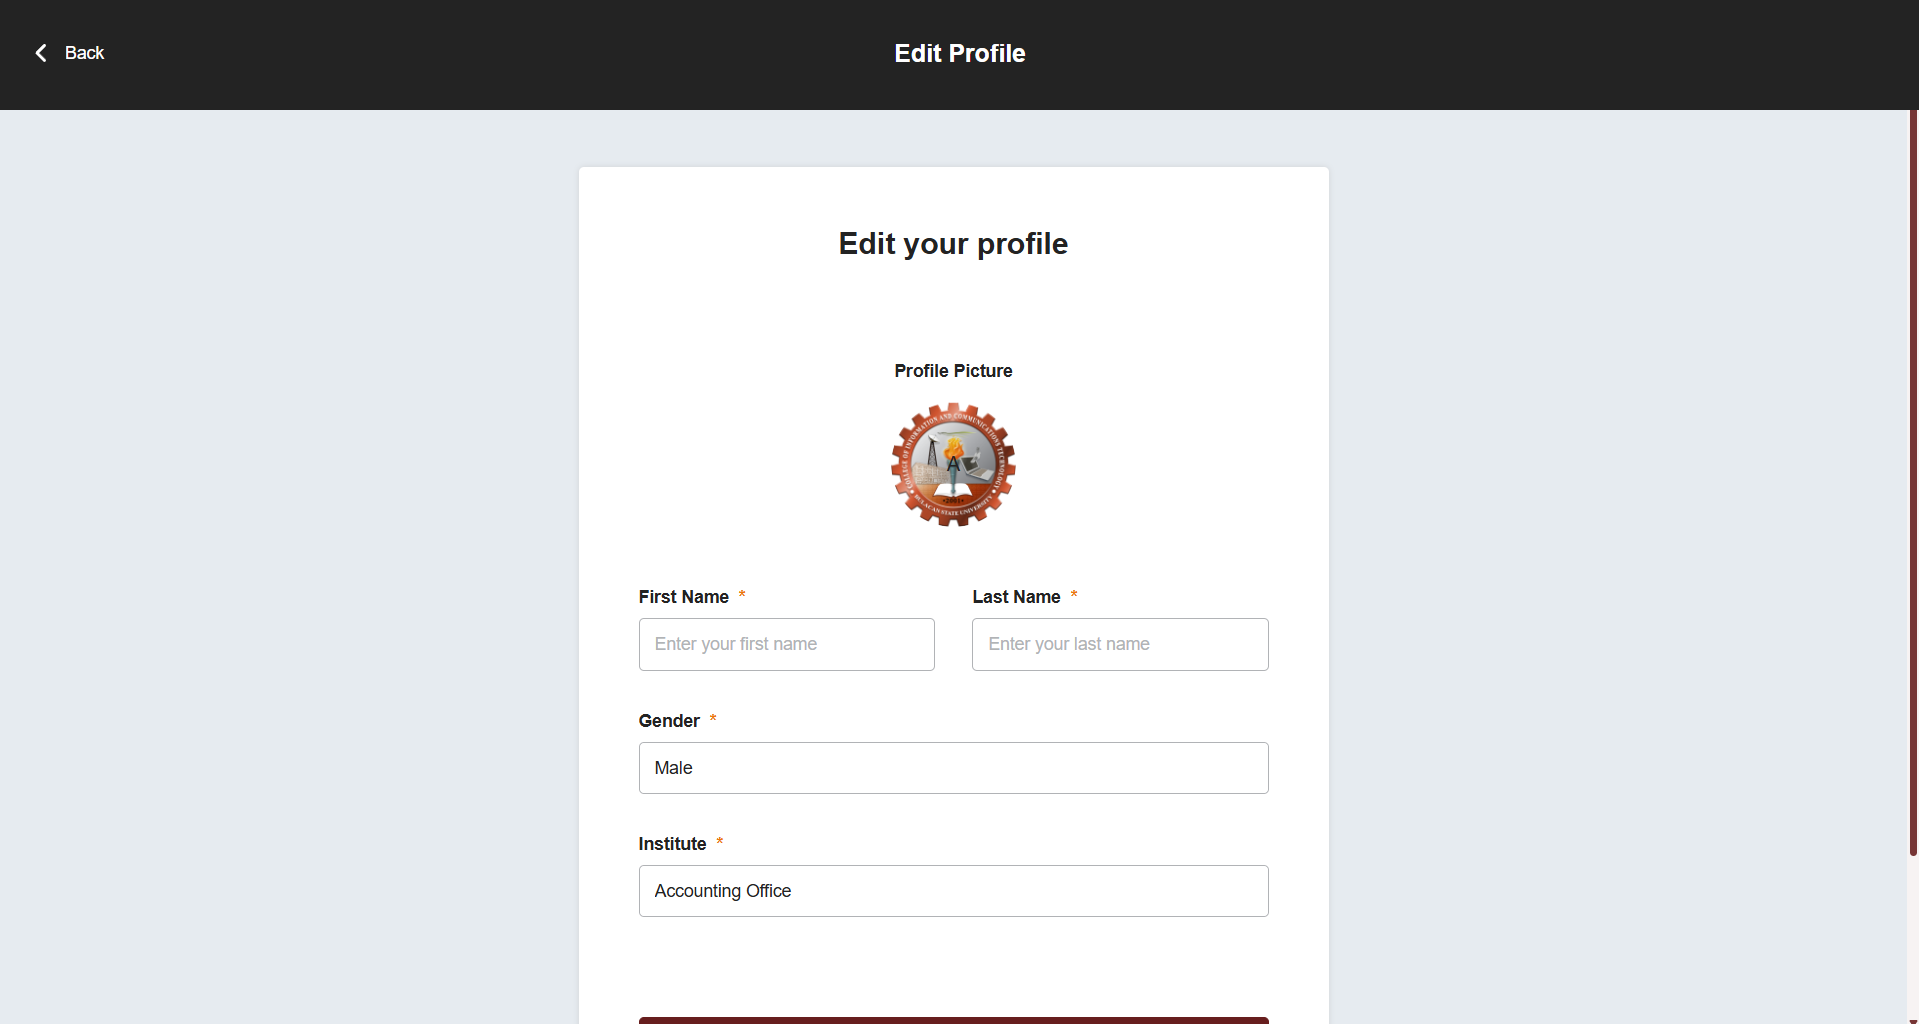 Back
Edit Profile
Edit your profile
Profile Picture
COLLEGE OF INFORMATION AND COMMUNICATIONS TECHNOLOGY
A
2001
BULACAN STATE UNIVERSITY
First Name *
Last Name *
Enter your first name
Enter your last name
Gender *
Male
Institute *
Accounting Office